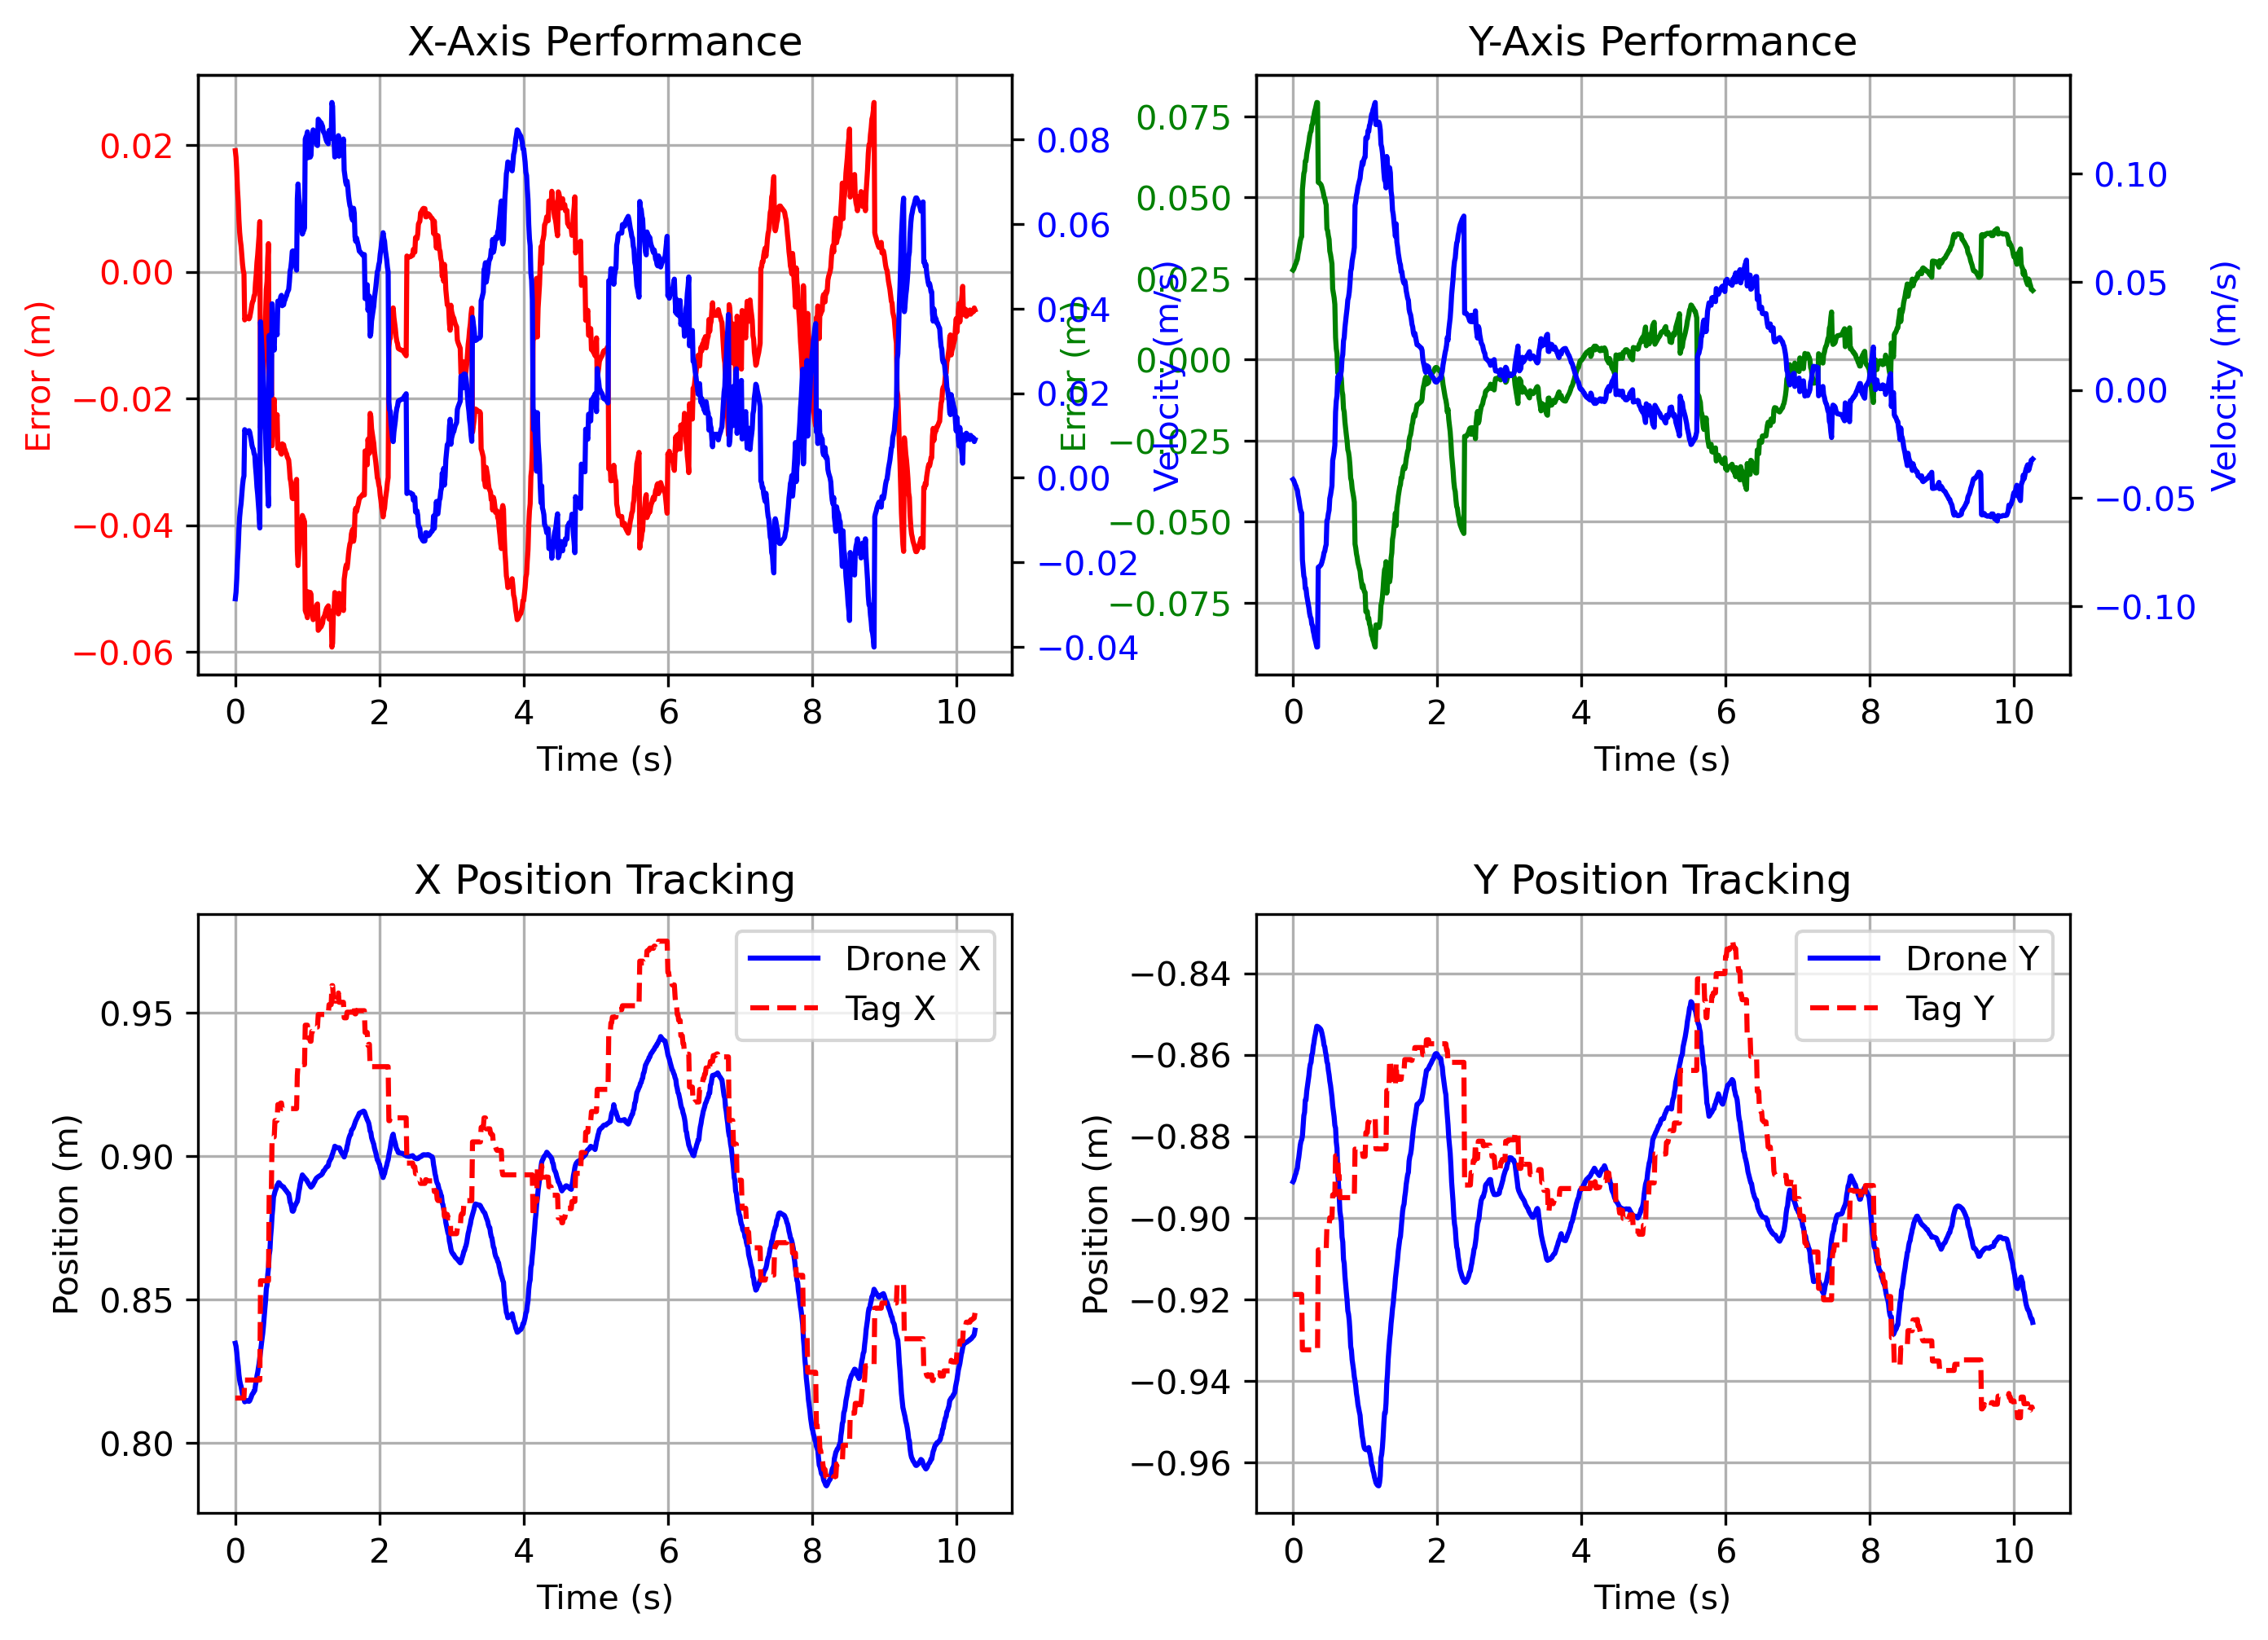 X-Axis Performance
0.02
0.00
−0.02
−0.04
−0.06
Error (m)
0.08
0.06
0.04
0.02
0.00
−0.02
−0.04
Velocity (m/s)
0 2 4 6 8 10
Time (s)
Y-Axis Performance
0.075
0.050
0.025
0.000
−0.025
−0.050
−0.075
Error (m)
0.10
0.05
0.00
−0.05
−0.10
Velocity (m/s)
0 2 4 6 8 10
Time (s)
X Position Tracking
Drone X
Tag X
0.95
0.90
0.85
0.80
Position (m)
0 2 4 6 8 10
Time (s)
Y Position Tracking
Drone Y
Tag Y
−0.84
−0.86
−0.88
−0.90
−0.92
−0.94
−0.96
Position (m)
0 2 4 6 8 10
Time (s)